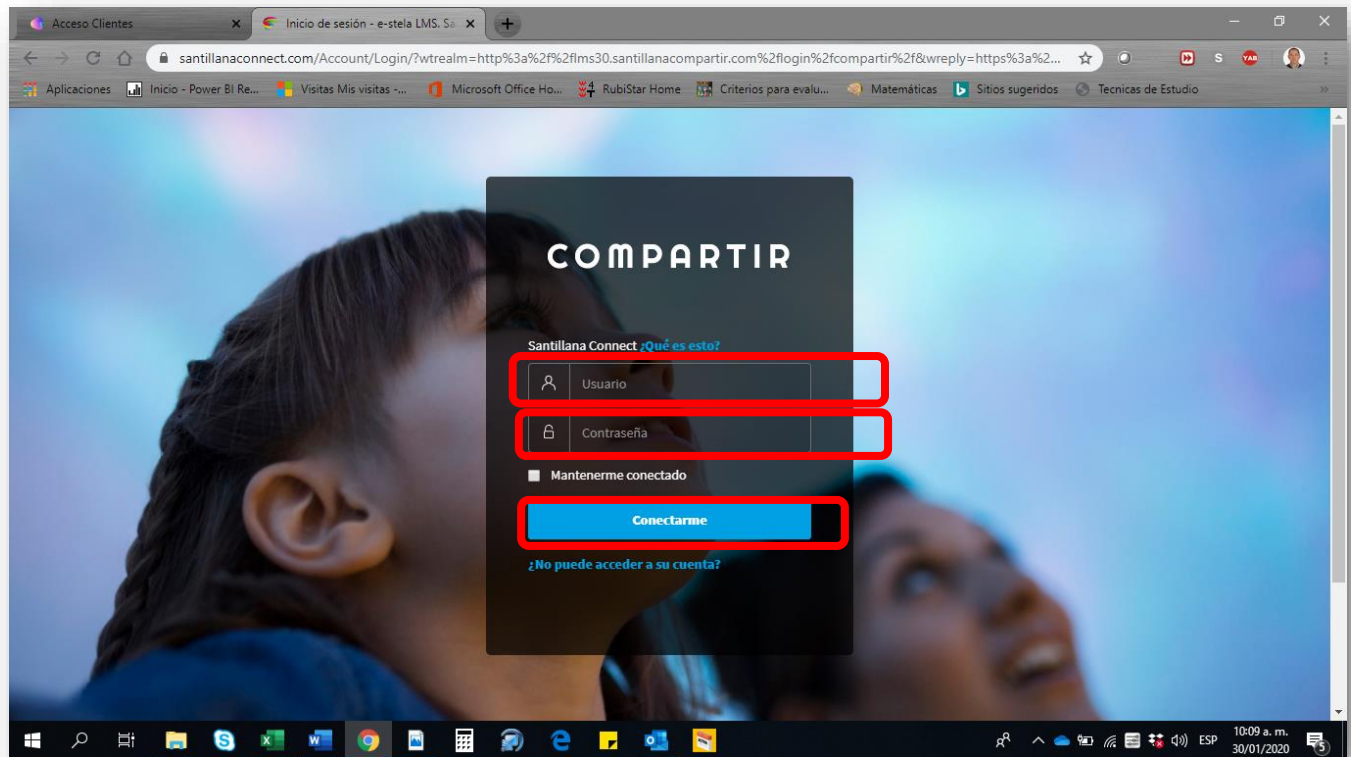 Acceso Clientes
Inicio de sesión - e-stela LMS. Sa
santillanaconnect.com/Account/Login/?wtrealm=http%3a%2f%2flms30.santillanacompartir.com%2flogin%2fcompartir%2f&wreply=https%3a%2...
Aplicaciones Inicio - Power BI Re... Visitas Mis visitas -... Microsoft Office Ho... RubiStar Home Criterios para evalu... Matemáticas Sitios sugeridos Tecnicas de Estudio
COMPARTIR
Santillana Connect ¿Qué es esto?
Usuario
Contraseña
Mantenerme conectado
Conectarme
¿No puede acceder a su cuenta?
ESP
10:09 a. m.
30/01/2020
5